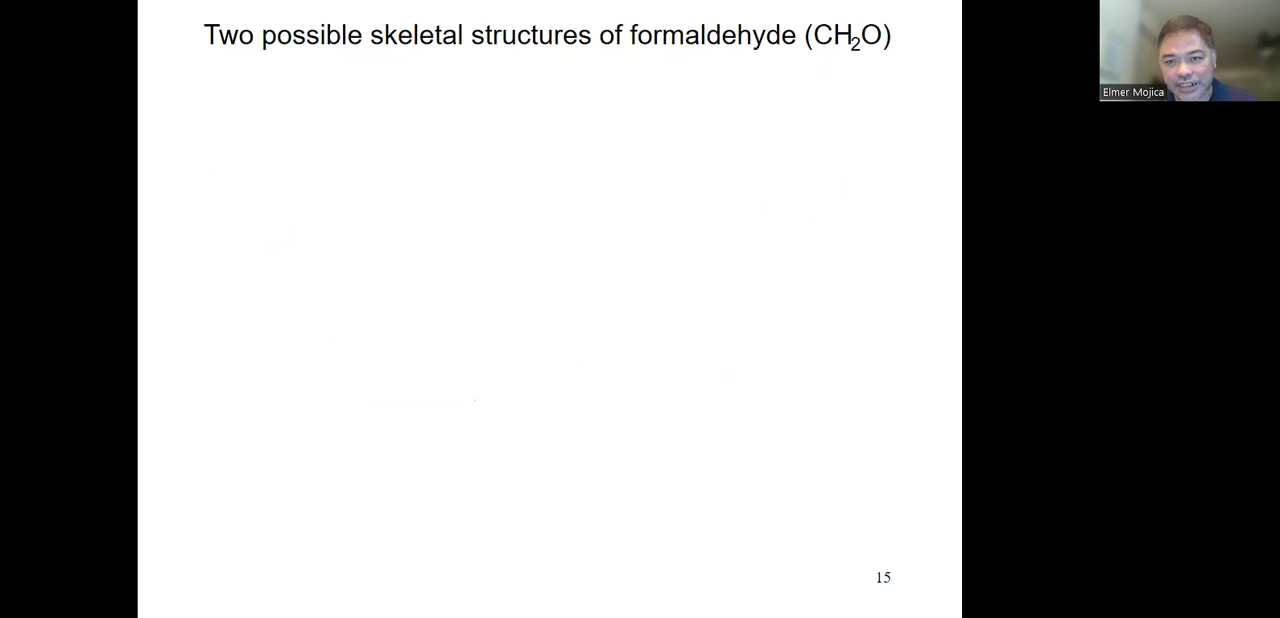 Two possible skeletal structures of formaldehyde (CH₂O)
Elmer Mojica
15